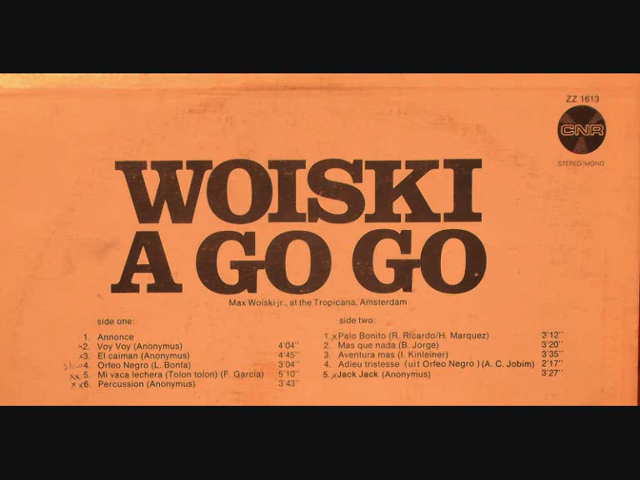 ZZ 1613
CNR
STEREO/MONO
WOISKI
A GO GO
Max Woiski jr., at the Tropicana, Amsterdam
side one:
1. Annonce
x2. Voy Voy (Anonymus) 4'04''
x3. El caiman (Anonymus) 4'45''
4. Orfeo Negro (L. Bonfa) 3'04''
xx 5. Mi vaca lechera (Tolon tolon) (F. Garcia) 5'10''
xx6. Percussion (Anonymus) 3'43''
side two:
1. x Palo Bonito (R. Ricardo/H. Marquez) 3'12''
2. Mas que nada (B. Jorge) 3'20''
3. Aventura mas (I. Kinleiner) 3'35''
4. Adieu tristesse (uit Orfeo Negro) (A. C. Jobim) 2'17''
5. x Jack Jack (Anonymus) 3'27''